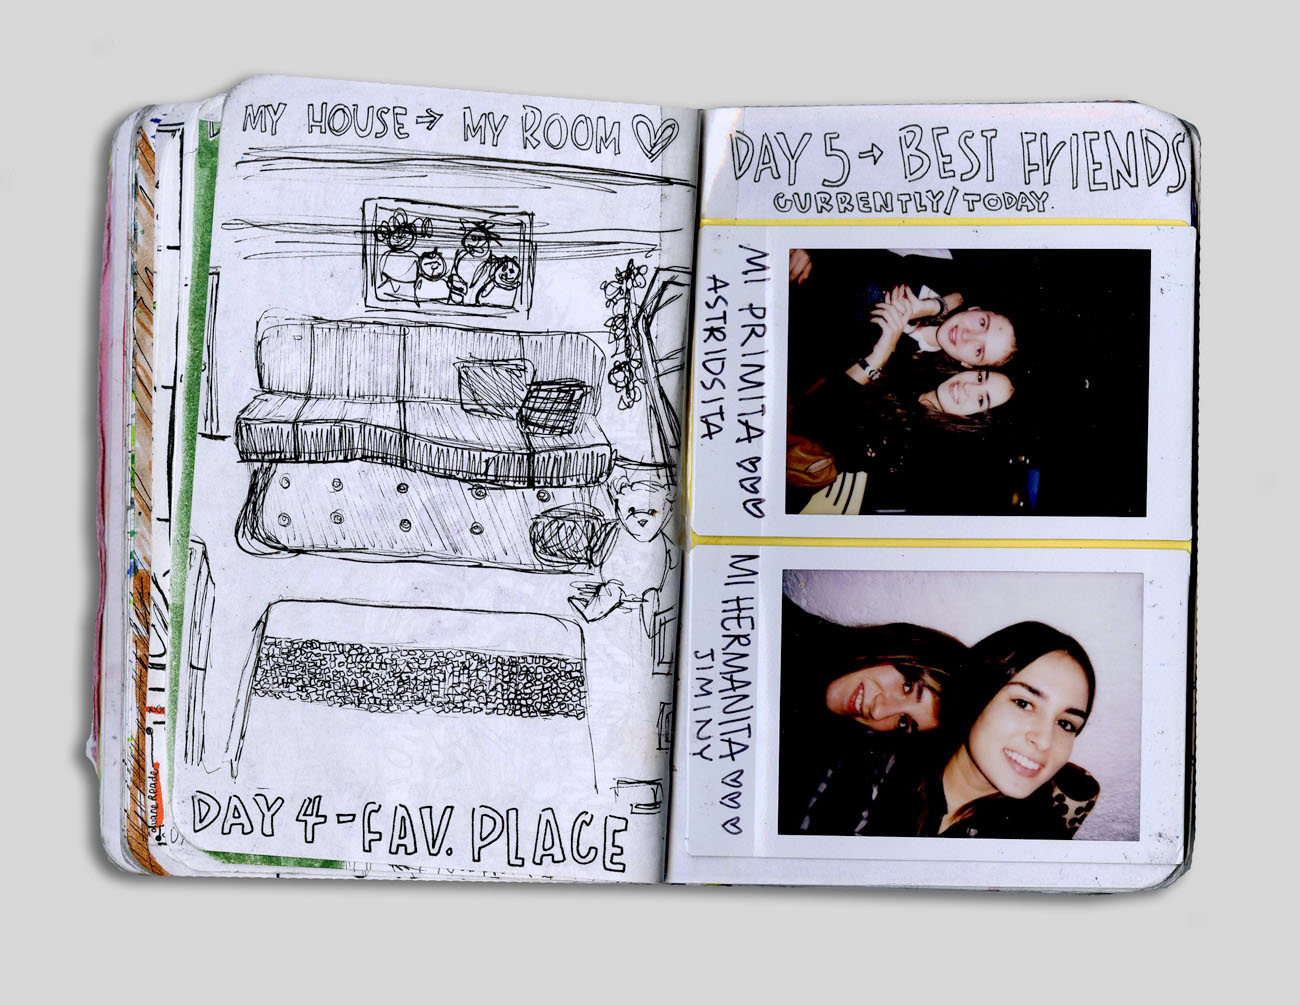 MY HOUSE → MY ROOM ♡
DAY 4 - FAV. PLACE
DAY 5 → BEST FRIENDS
CURRENTLY/TODAY.
MI PRIMITA ♡♡♡
ASTRIDSITA
MI HERMANITA ♡♡♡
JIMINY